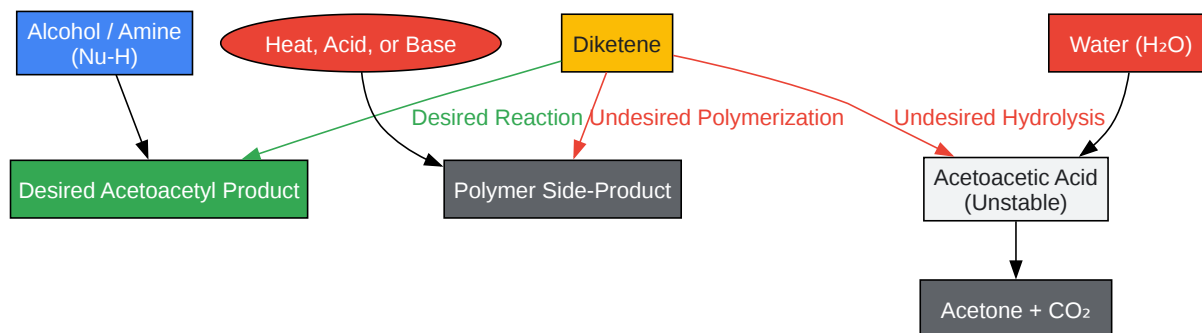 Alcohol / Amine
(Nu-H)
Heat, Acid, or Base
Diketene
Water (H₂O)
Desired Reaction
Undesired Polymerization
Undesired Hydrolysis
Desired Acetoacetyl Product
Polymer Side-Product
Acetoacetic Acid
(Unstable)
Acetone + CO₂